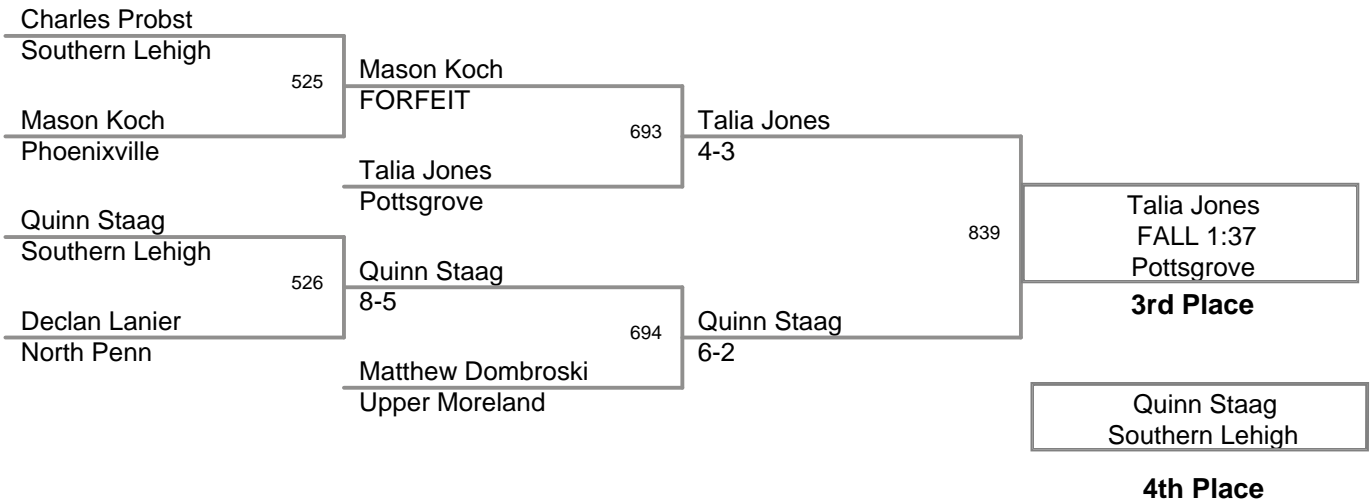 Charles Probst
Southern Lehigh
525
Mason Koch
FORFEIT
Mason Koch
Phoenixville
693
Talia Jones
4-3
Talia Jones
Pottsgrove
Quinn Staag
Southern Lehigh
839
Talia Jones
FALL 1:37
Pottsgrove
3rd Place
526
Quinn Staag
8-5
Declan Lanier
North Penn
694
Quinn Staag
6-2
Matthew Dombroski
Upper Moreland
Quinn Staag
Southern Lehigh
4th Place